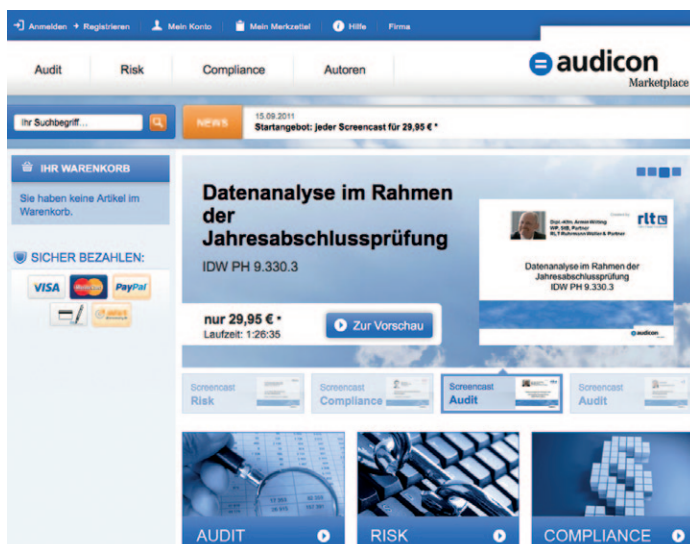 Anmelden
Registrieren
Mein Konto
Mein Merkzettel
Hilfe
Firma
Audit
Risk
Compliance
Autoren
audicon
Marketplace
Ihr Suchbegriff...
NEWS
15.09.2011
Startangebot: jeder Screencast für 29,95 € *
IHR WARENKORB
Sie haben keine Artikel im
Warenkorb.
SICHER BEZAHLEN:
VISA
PayPal
Datenanalyse im Rahmen
der
Jahresabschlussprüfung
IDW PH 9.330.3
nur 29,95 € *
Laufzeit: 1:26:35
Zur Vorschau
rlt
WP, StB, Partner
Datenanalyse im Rahmen der
Jahresabschlussprüfung
IDW PH 9.330.3
audicon
Screencast
Risk
Screencast
Compliance
Screencast
Audit
Screencast
Audit
AUDIT
RISK
COMPLIANCE